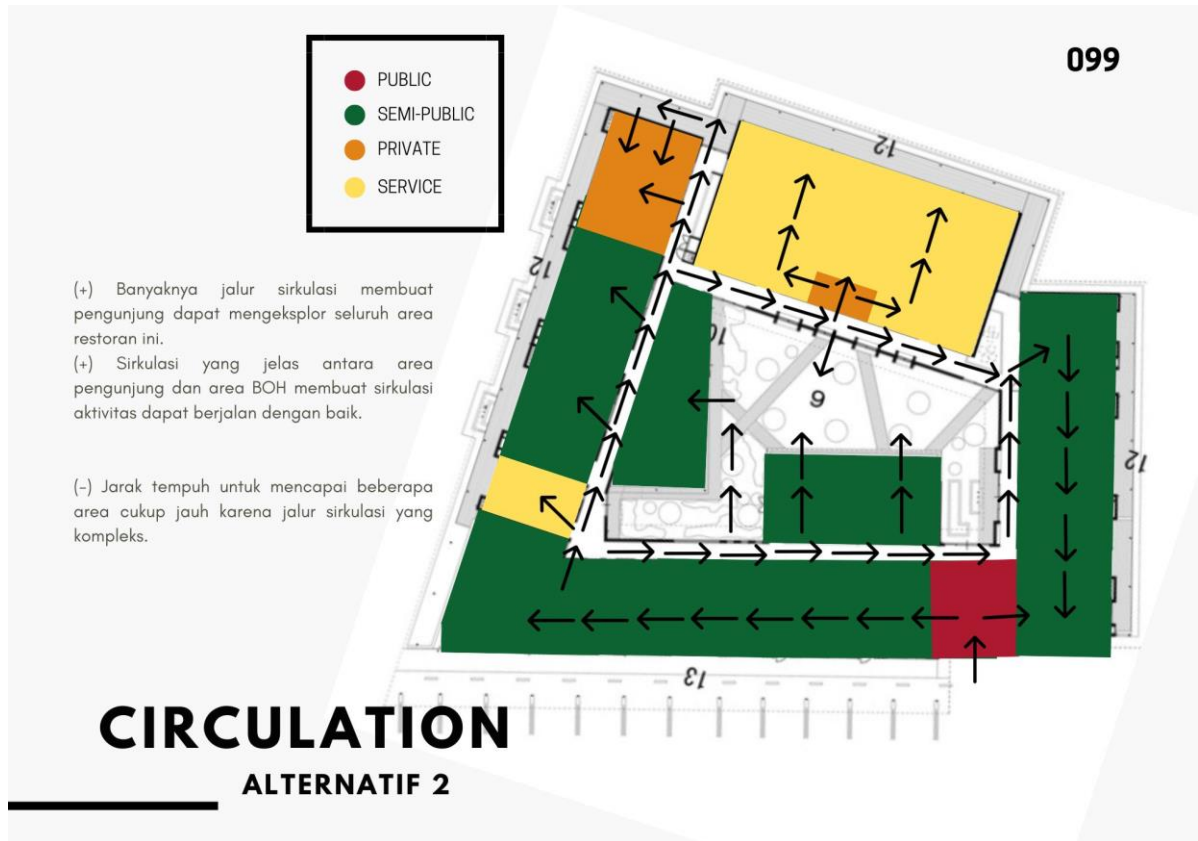 099
PUBLIC
SEMI-PUBLIC
PRIVATE
SERVICE
(+) Banyaknya jalur sirkulasi membuat
pengunjung dapat mengeksplor seluruh area
restoran ini.
(+) Sirkulasi yang jelas antara area
pengunjung dan area BOH membuat sirkulasi
aktivitas dapat berjalan dengan baik.
(-) Jarak tempuh untuk mencapai beberapa
area cukup jauh karena jalur sirkulasi yang
kompleks.
12
12
10
9
12
13
CIRCULATION
ALTERNATIF 2